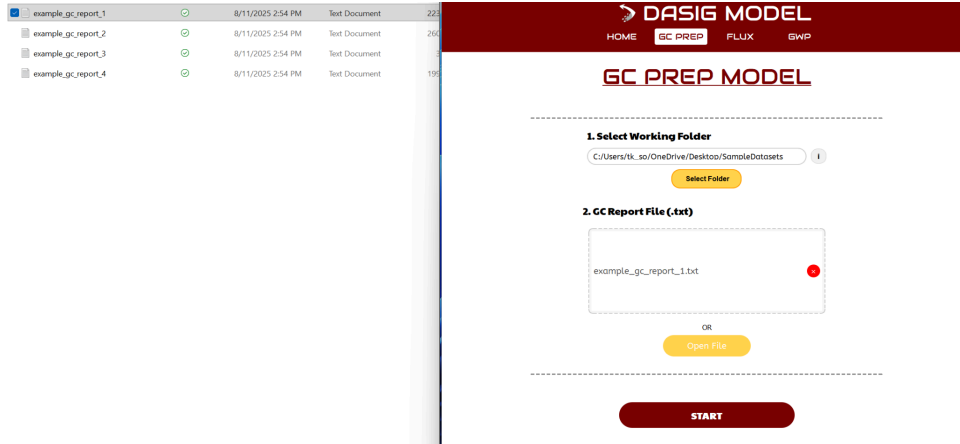 example_gc_report_1 8/11/2025 2:54 PM Text Document 223
example_gc_report_2 8/11/2025 2:54 PM Text Document 260
example_gc_report_3 8/11/2025 2:54 PM Text Document
example_gc_report_4 8/11/2025 2:54 PM Text Document 199
DASIG MODEL
HOME GC PREP FLUX GWP
GC PREP MODEL
1. Select Working Folder
C:/Users/tk_so/OneDrive/Desktop/SampleDatasets i
Select Folder
2. GC Report File (.txt)
example_gc_report_1.txt x
OR
Open File
START